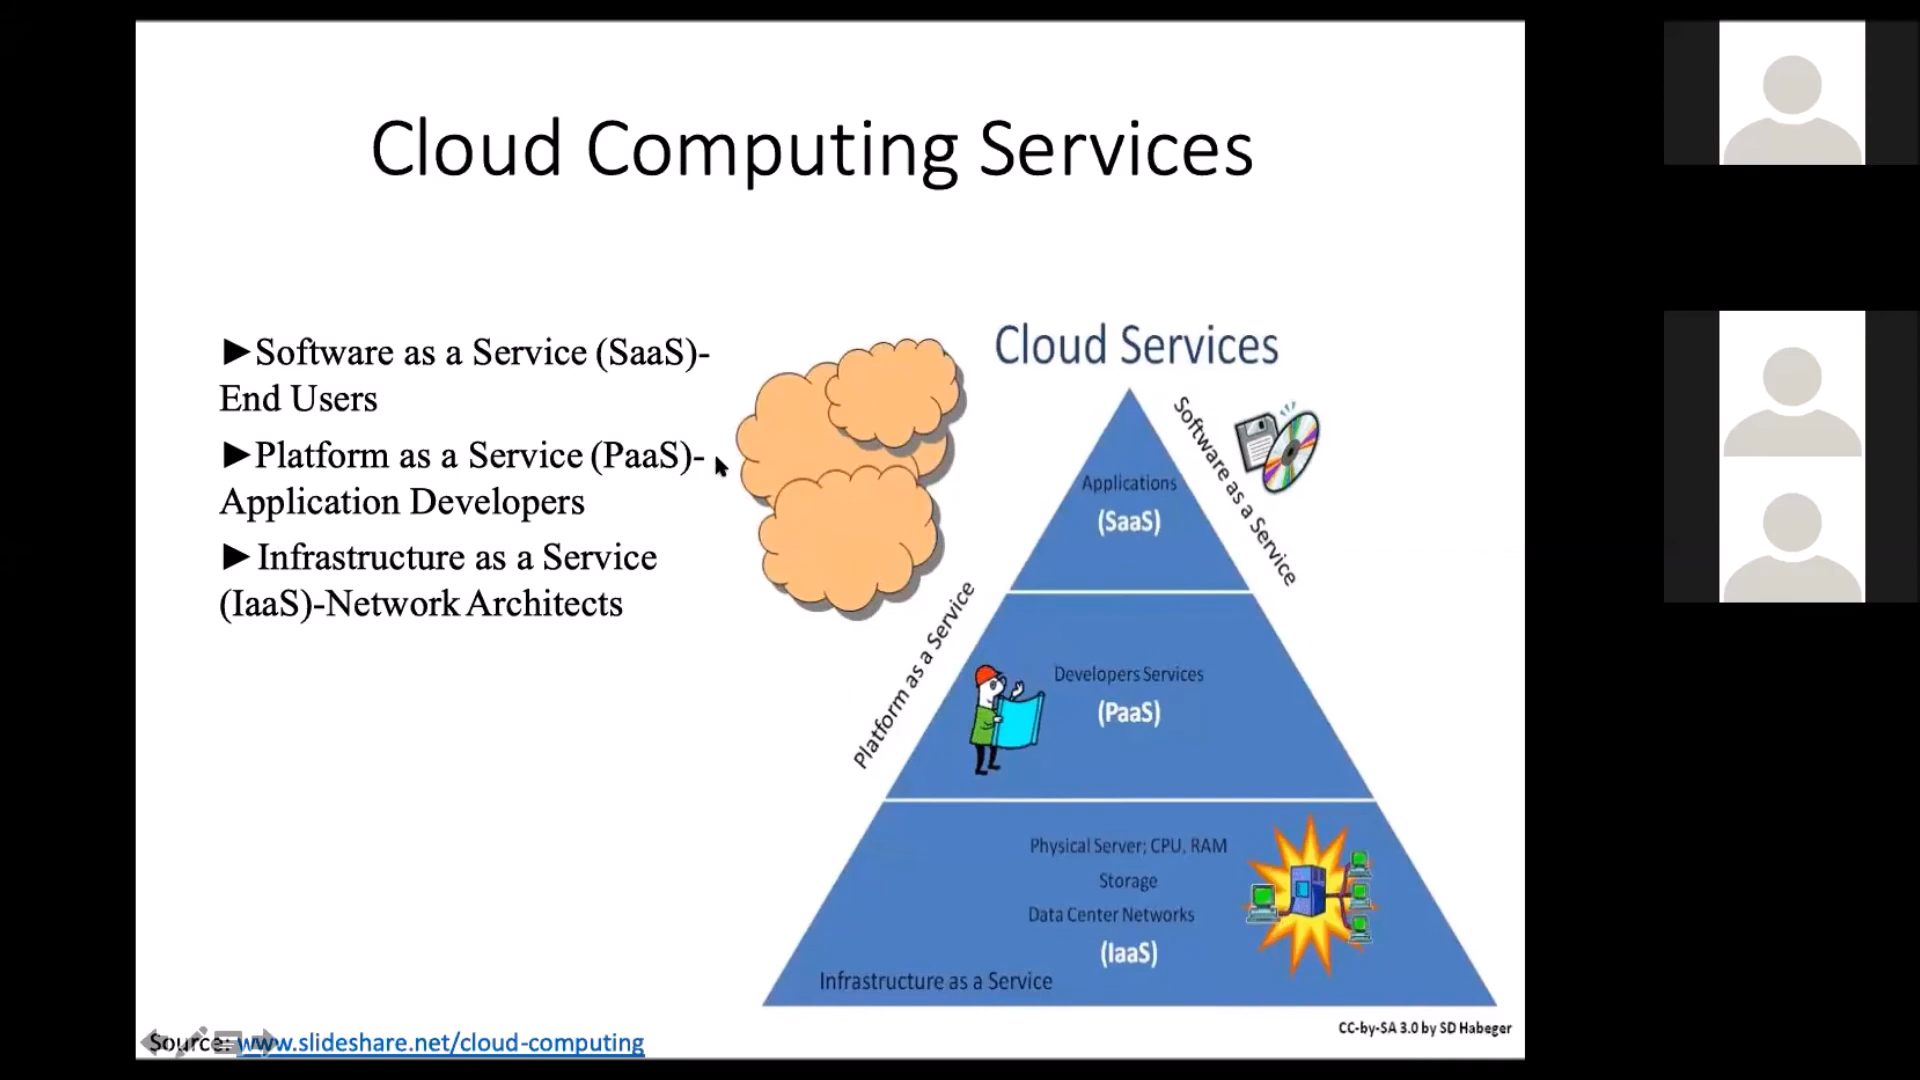 Cloud Computing Services
►Software as a Service (SaaS)-
End Users
►Platform as a Service (PaaS)-
Application Developers
►Infrastructure as a Service
(IaaS)-Network Architects
Cloud Services
Software as a Service
Applications
(SaaS)
Platform as a Service
Developers Services
(PaaS)
Physical Server; CPU, RAM
Storage
Data Center Networks
(IaaS)
Infrastructure as a Service
CC-by-SA 3.0 by SD Habeger
Source: www.slideshare.net/cloud-computing